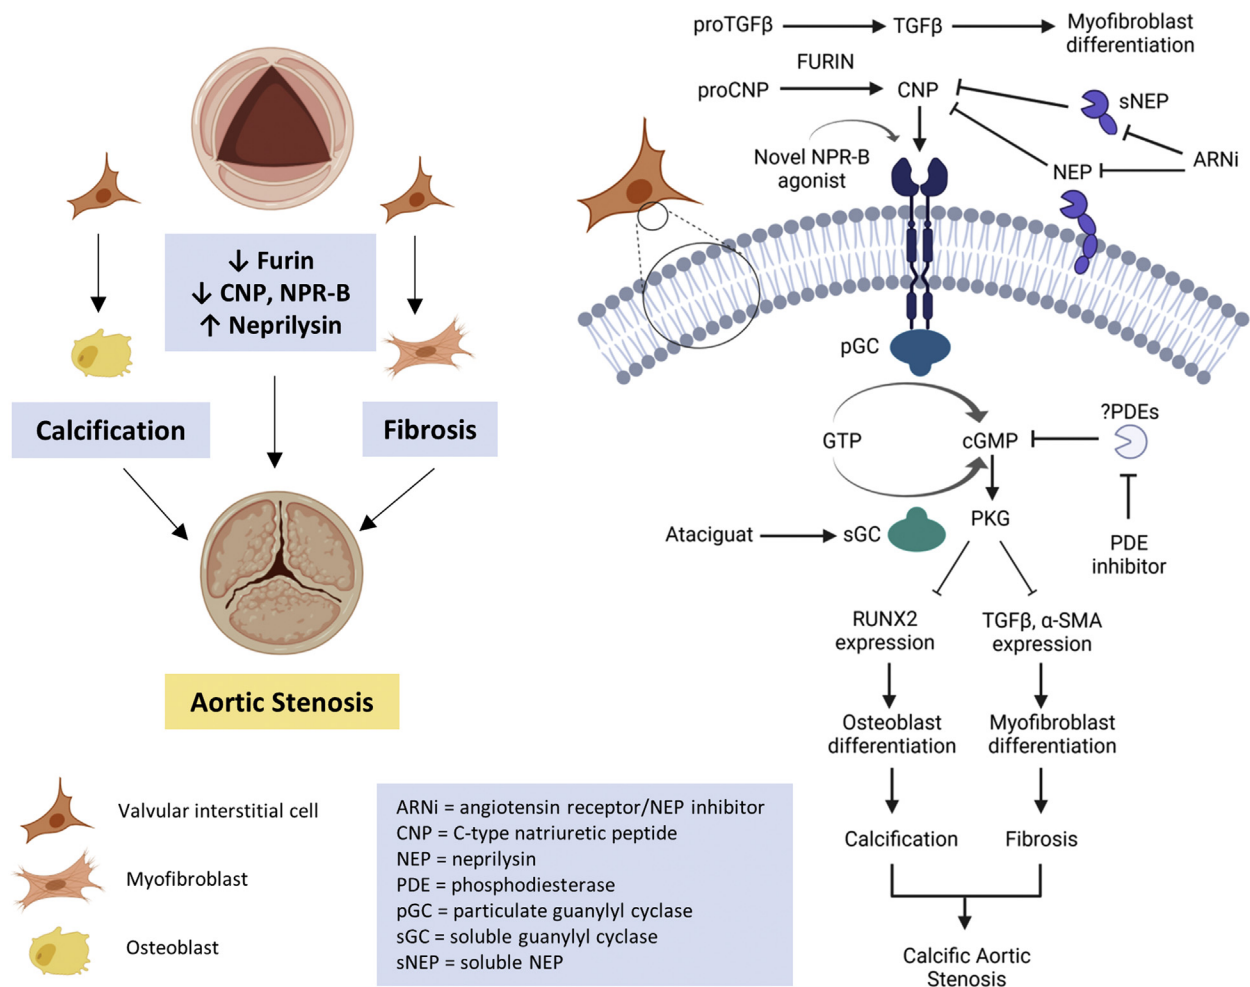 ↓ Furin
↓ CNP, NPR-B
↑ Neprilysin
Calcification
Fibrosis
Aortic Stenosis
Valvular interstitial cell
Myofibroblast
Osteoblast
ARNi = angiotensin receptor/NEP inhibitor
CNP = C-type natriuretic peptide
NEP = neprilysin
PDE = phosphodiesterase
pGC = particulate guanylyl cyclase
sGC = soluble guanylyl cyclase
sNEP = soluble NEP
proTGFβ
TGFβ
Myofibroblast
differentiation
FURIN
proCNP
CNP
sNEP
ARNi
NEP
Novel NPR-B
agonist
pGC
GTP
cGMP
?PDEs
PDE
inhibitor
Ataciguat
sGC
PKG
RUNX2
expression
TGFβ, α-SMA
expression
Osteoblast
differentiation
Myofibroblast
differentiation
Calcification
Fibrosis
Calcific Aortic
Stenosis